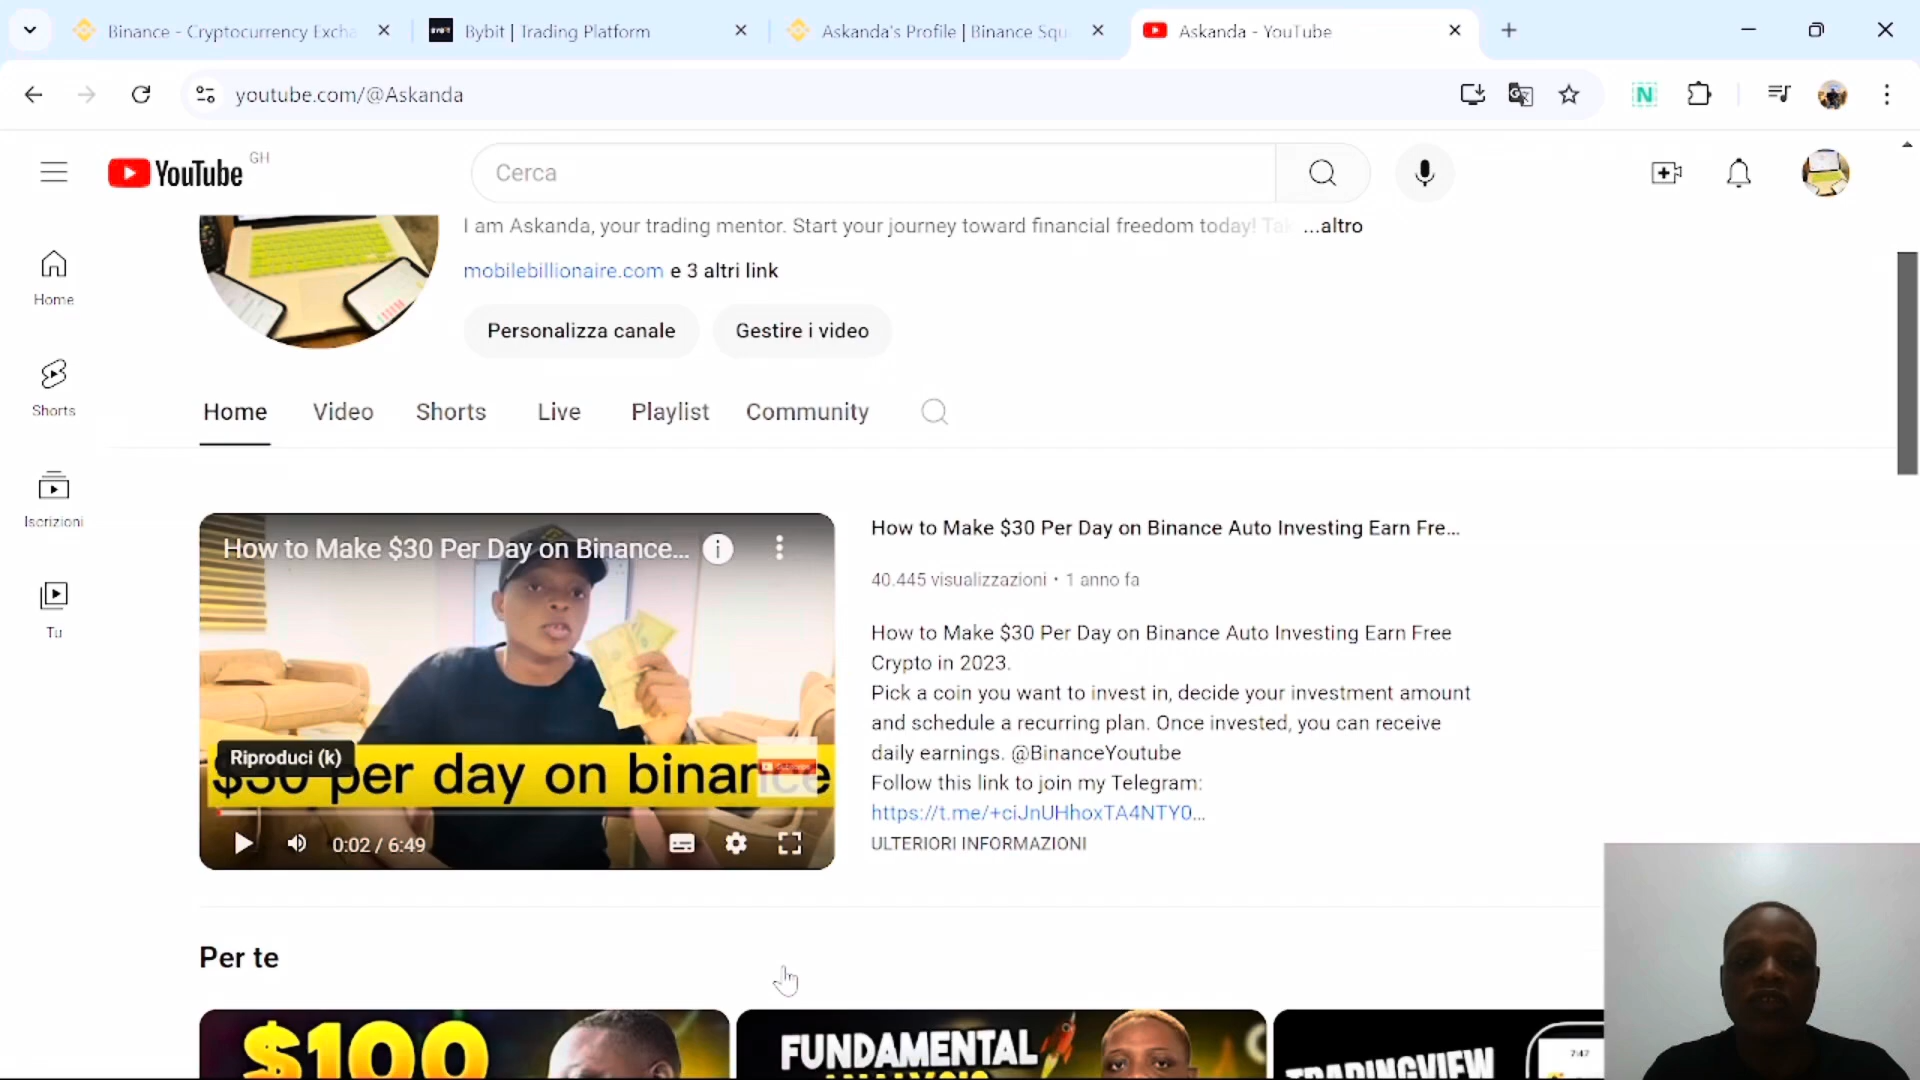 Binance - Cryptocurrency Excha
Bybit | Trading Platform
Askanda's Profile | Binance Squ
Askanda - YouTube
youtube.com/@Askanda
YouTube GH
Cerca
I am Askanda, your trading mentor. Start your journey toward financial freedom today! Tak ...altro
mobilebillionaire.com e 3 altri link
Personalizza canale
Gestire i video
Home
Shorts
Iscrizioni
Tu
Home Video Shorts Live Playlist Community
How to Make $30 Per Day on Binance...
Riproduci (k)
$30 per day on binance
0:02 / 6:49
How to Make $30 Per Day on Binance Auto Investing Earn Fre...
40.445 visualizzazioni • 1 anno fa
How to Make $30 Per Day on Binance Auto Investing Earn Free
Crypto in 2023.
Pick a coin you want to invest in, decide your investment amount
and schedule a recurring plan. Once invested, you can receive
daily earnings. @BinanceYoutube
Follow this link to join my Telegram:
https://t.me/+ciJnUHhoxTA4NTY0...
ULTERIORI INFORMAZIONI
Per te
$100
FUNDAMENTAL
ANALYSIS
TRADINGVIEW
7:47